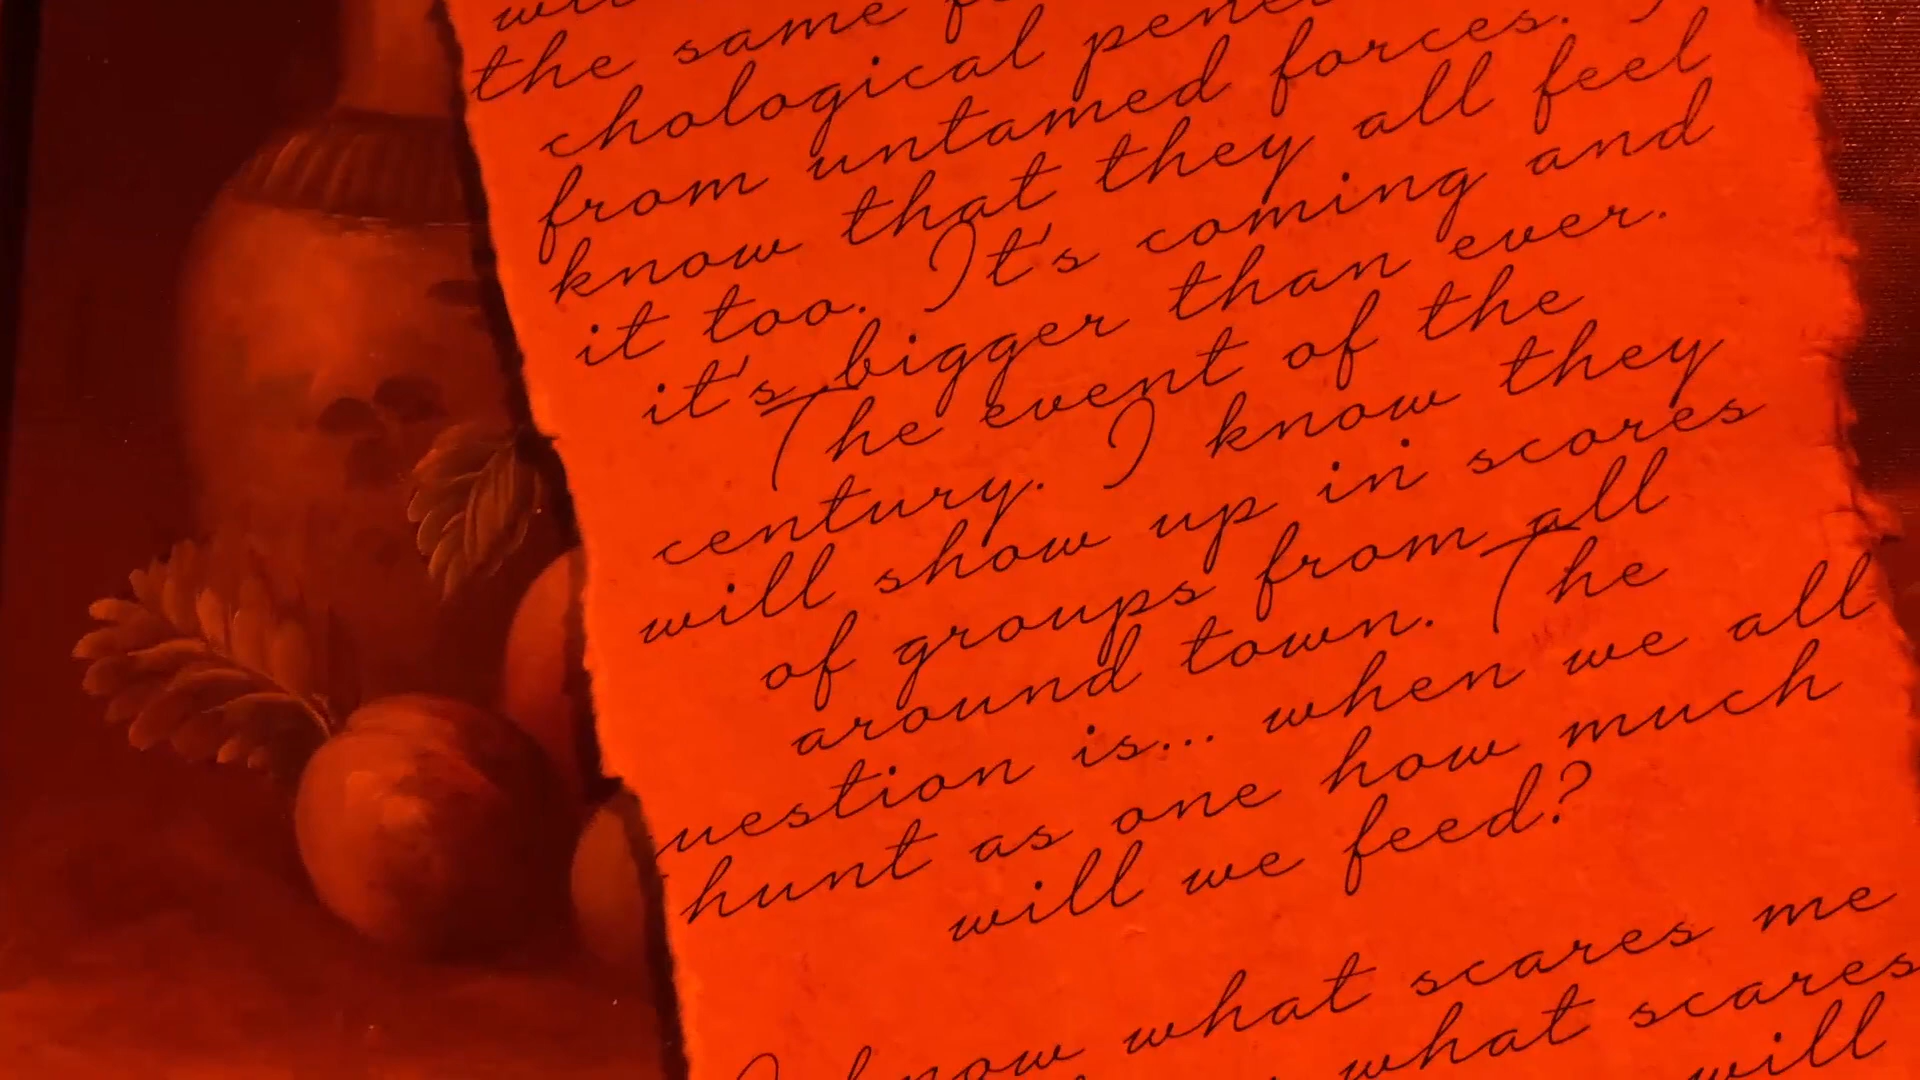 the same
chological
from untamed forces.
know that they all feel
it too. It's coming and
it's bigger than ever.
The event of the
century. I know they
will show up in scores
of groups from all
around town. The
uestion is... when we all
hunt as one how much
will we feed?
what scares me
what scares
will